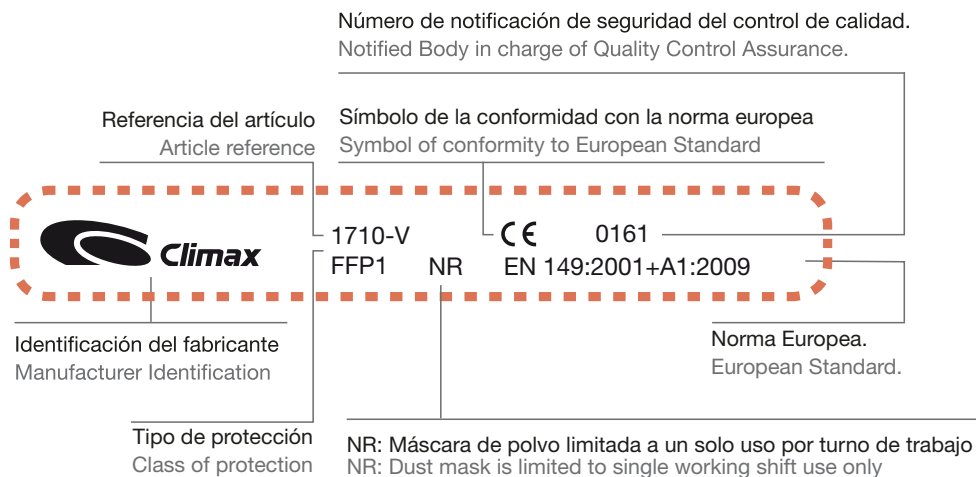 Número de notificación de seguridad del control de calidad.
Notified Body in charge of Quality Control Assurance.
Referencia del artículo
Article reference
Símbolo de la conformidad con la norma europea
Symbol of conformity to European Standard
Climax
1710-V
CE 0161
FFP1 NR EN 149:2001+A1:2009
Identificación del fabricante
Manufacturer Identification
Norma Europea.
European Standard.
Tipo de protección
Class of protection
NR: Máscara de polvo limitada a un solo uso por turno de trabajo
NR: Dust mask is limited to single working shift use only